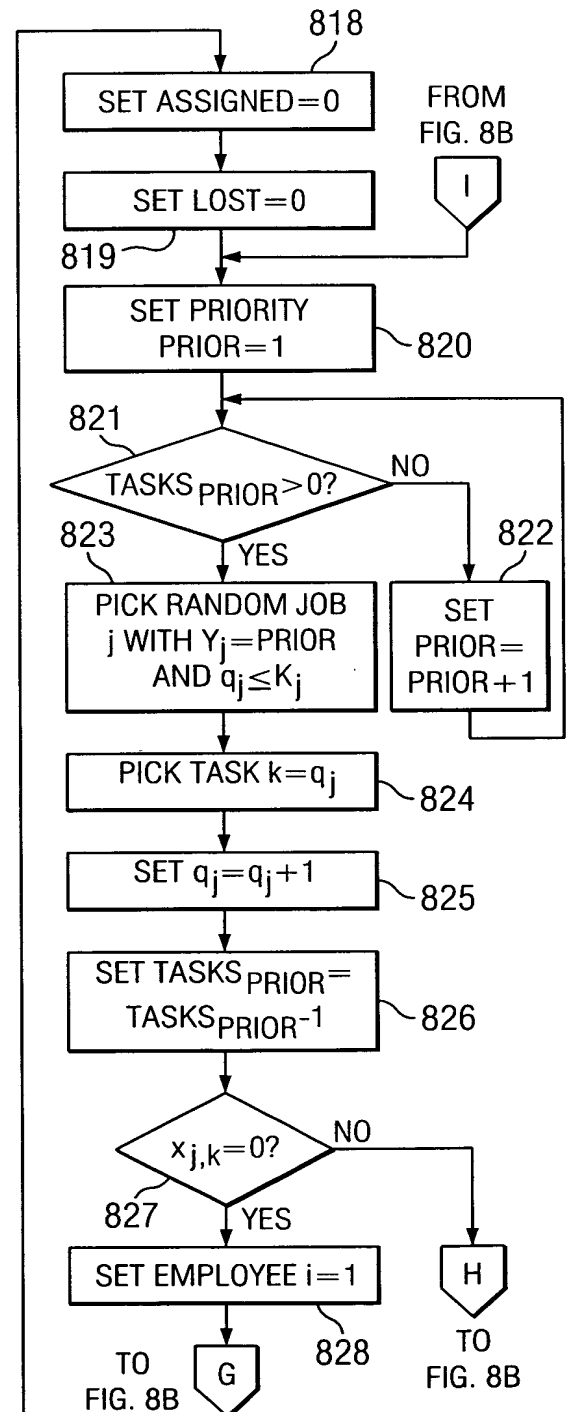 818
SET ASSIGNED=0
FROM
FIG. 8B
I
SET LOST=0
819
SET PRIORITY
PRIOR=1
820
821
TASKS PRIOR>0?
NO
YES
822
SET
PRIOR=
PRIOR+1
823
PICK RANDOM JOB
j WITH Yj=PRIOR
AND qj≤Kj
PICK TASK k=qj
824
SET qj=qj+1
825
SET TASKS PRIOR=
TASKS PRIOR-1
826
xj,k=0?
NO
827
YES
SET EMPLOYEE i=1
828
H
TO
FIG. 8B
TO
FIG. 8B
G